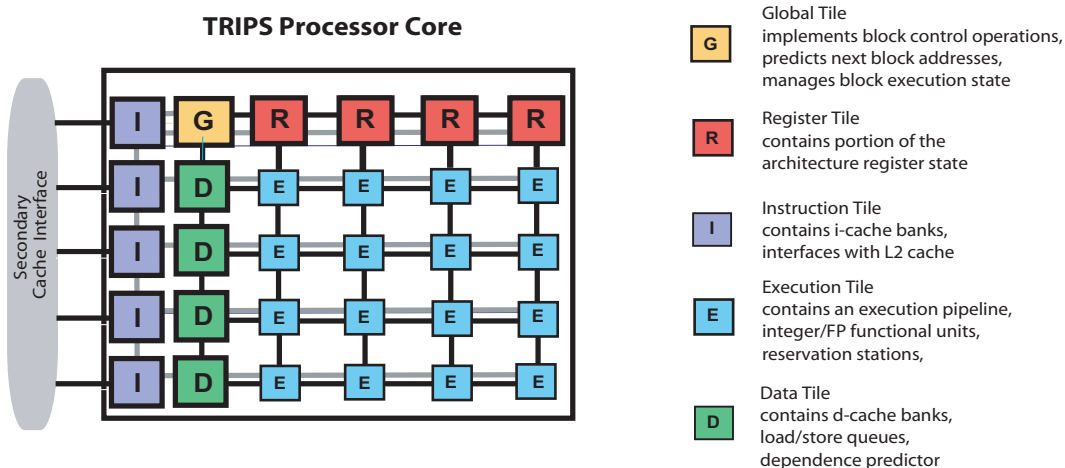 TRIPS Processor Core
Secondary
Cache Interface
I G R R R R
I D E E E E
I D E E E E
I D E E E E
I D E E E E
G
Global Tile
implements block control operations,
predicts next block addresses,
manages block execution state
R
Register Tile
contains portion of the
architecture register state
I
Instruction Tile
contains i-cache banks,
interfaces with L2 cache
E
Execution Tile
contains an execution pipeline,
integer/FP functional units,
reservation stations,
D
Data Tile
contains d-cache banks,
load/store queues,
dependence predictor